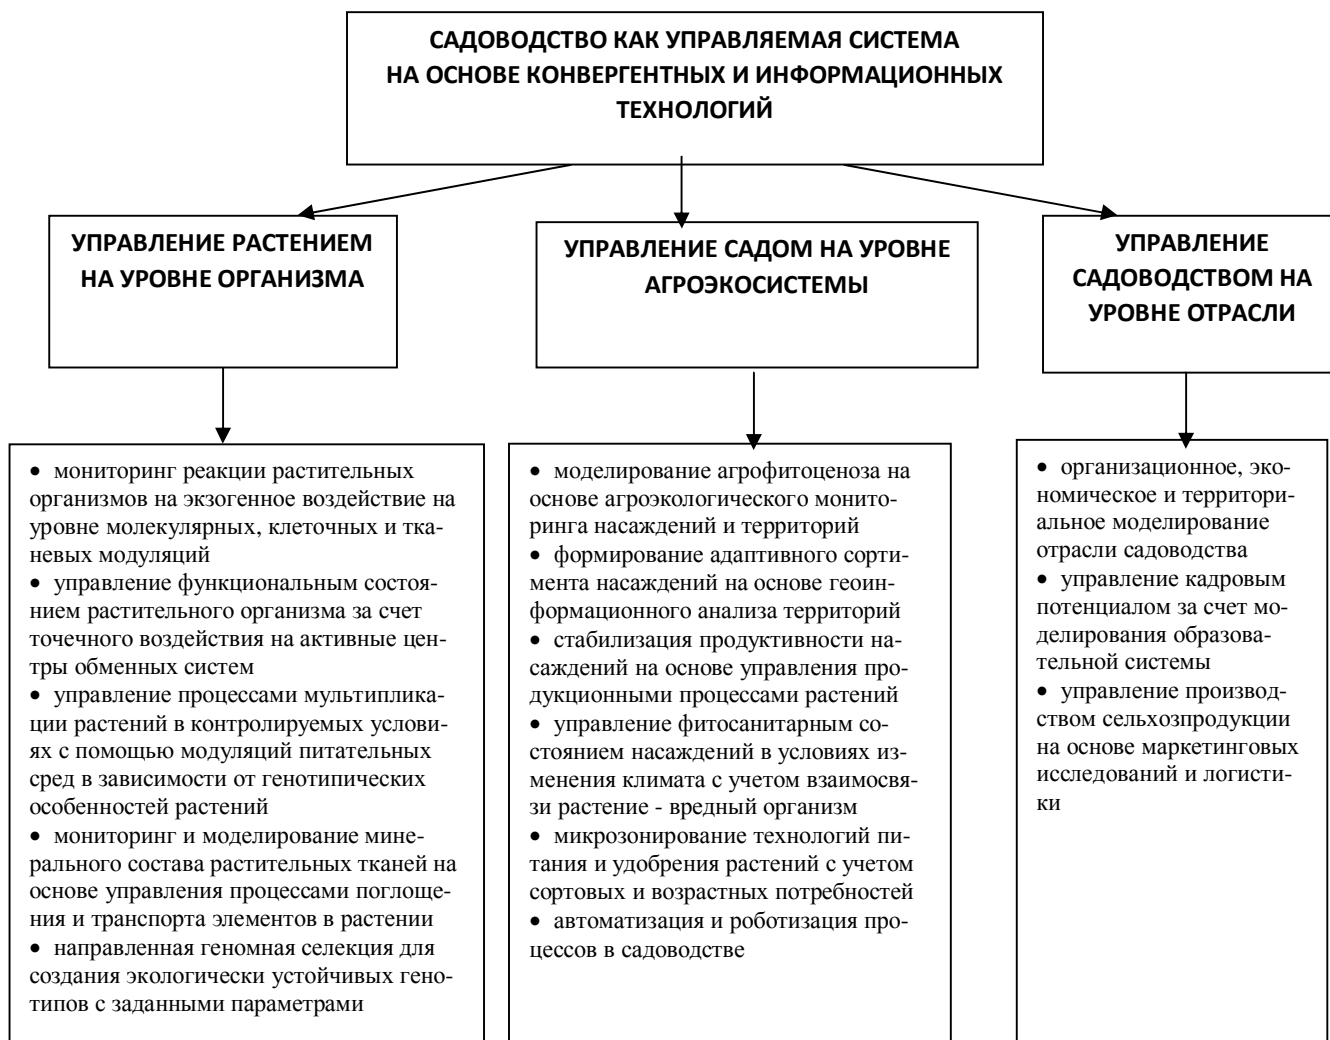 САДОВОДСТВО КАК УПРАВЛЯЕМАЯ СИСТЕМА
НА ОСНОВЕ КОНВЕРГЕНТНЫХ И ИНФОРМАЦИОННЫХ
ТЕХНОЛОГИЙ
УПРАВЛЕНИЕ РАСТЕНИЕМ
НА УРОВНЕ ОРГАНИЗМА
УПРАВЛЕНИЕ САДОМ НА УРОВНЕ
АГРОЭКОСИСТЕМЫ
УПРАВЛЕНИЕ
САДОВОДСТВОМ НА
УРОВНЕ ОТРАСЛИ
• мониторинг реакции растительных
организмов на экзогенное воздействие на
уровне молекулярных, клеточных и тка-
невых модуляций
• управление функциональным состоя-
нием растительного организма за счет
точечного воздействия на активные цен-
тры обменных систем
• управление процессами мультиплика-
ции растений в контролируемых услови-
ях с помощью модуляций питательных
сред в зависимости от генотипических
особенностей растений
• мониторинг и моделирование мине-
рального состава растительных тканей на
основе управления процессами поглоще-
ния и транспорта элементов в растении
• направленная геномная селекция для
создания экологически устойчивых гено-
типов с заданными параметрами
• моделирование агрофитоценоза на
основе агроэкологического монито-
ринга насаждений и территорий
• формирование адаптивного сорти-
мента насаждений на основе геоин-
формационного анализа территорий
• стабилизация продуктивности на-
саждений на основе управления про-
дукционными процессами растений
• управление фитосанитарным со-
стоянием насаждений в условиях из-
менения климата с учетом взаимосвя-
зи растение - вредный организм
• микрозонирование технологий пи-
тания и удобрения растений с учетом
сортовых и возрастных потребностей
• автоматизация и роботизация про-
цессов в садоводстве
• организационное, эко-
номическое и территори-
альное моделирование
отрасли садоводства
• управление кадровым
потенциалом за счет мо-
делирования образова-
тельной системы
• управление производ-
ством сельхозпродукции
на основе маркетинговых
исследований и логисти-
ки